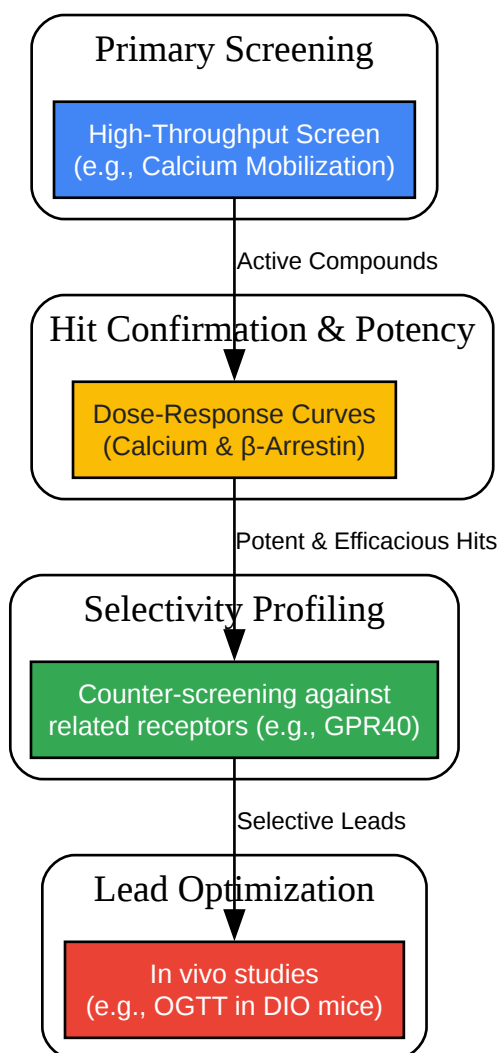 Primary Screening
High-Throughput Screen
(e.g., Calcium Mobilization)
Active Compounds
Hit Confirmation & Potency
Dose-Response Curves
(Calcium & β-Arrestin)
Potent & Efficacious Hits
Selectivity Profiling
Counter-screening against
related receptors (e.g., GPR40)
Selective Leads
Lead Optimization
In vivo studies
(e.g., OGTT in DIO mice)